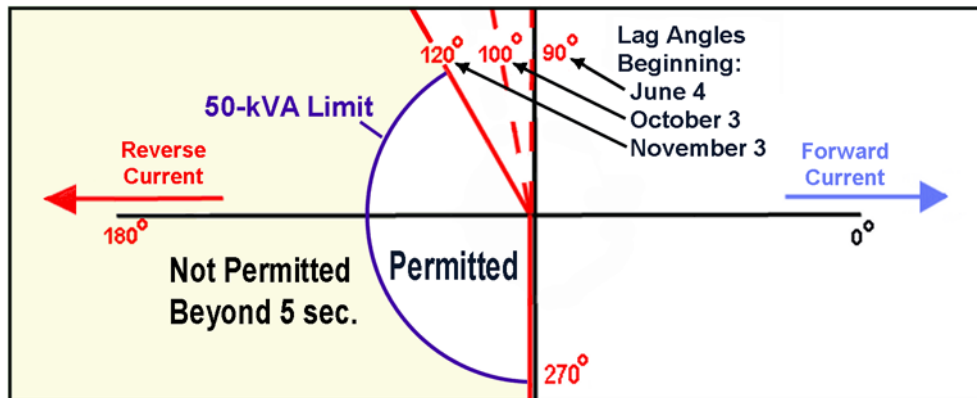 120°
100°
90°
Lag Angles
Beginning:
June 4
October 3
November 3
50-kVA Limit
Reverse
Current
Forward
Current
180°
0°
Not Permitted
Beyond 5 sec.
Permitted
270°